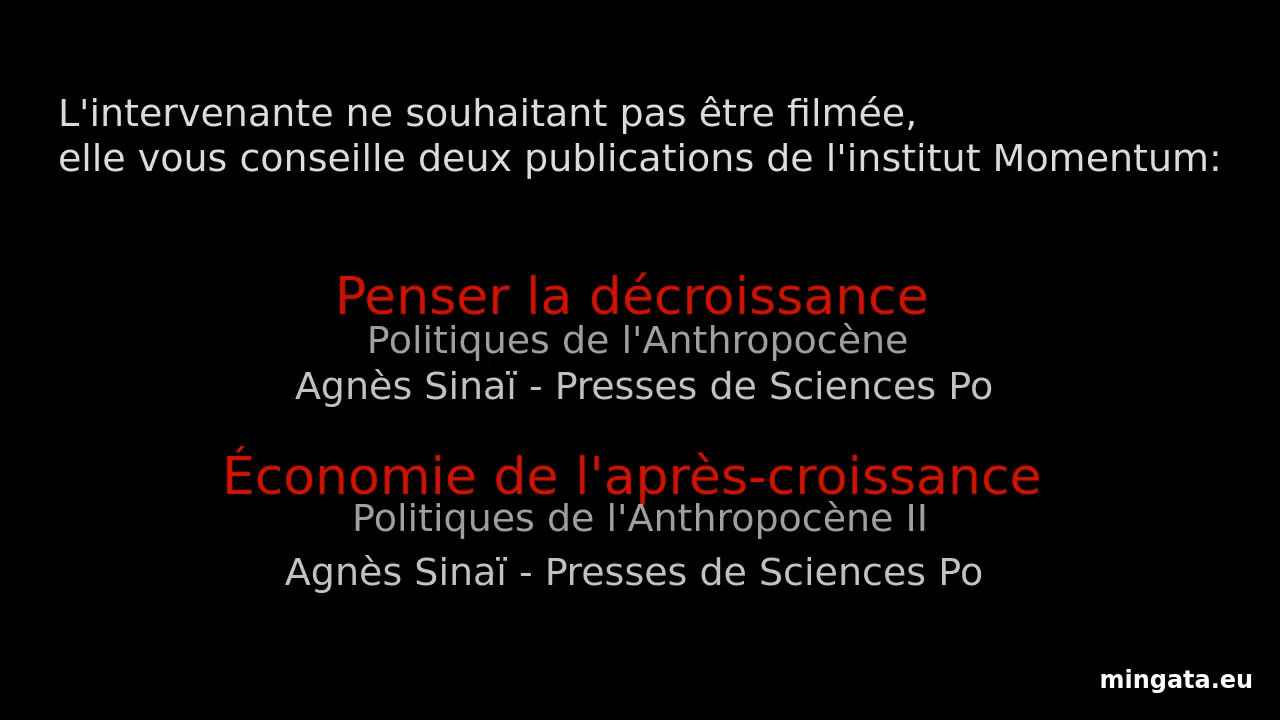 L'intervenante ne souhaitant pas être filmée,
elle vous conseille deux publications de l'institut Momentum:
Penser la décroissance
Politiques de l'Anthropocène
Agnès Sinaï - Presses de Sciences Po
Économie de l'après-croissance
Politiques de l'Anthropocène II
Agnès Sinaï - Presses de Sciences Po
mingata.eu